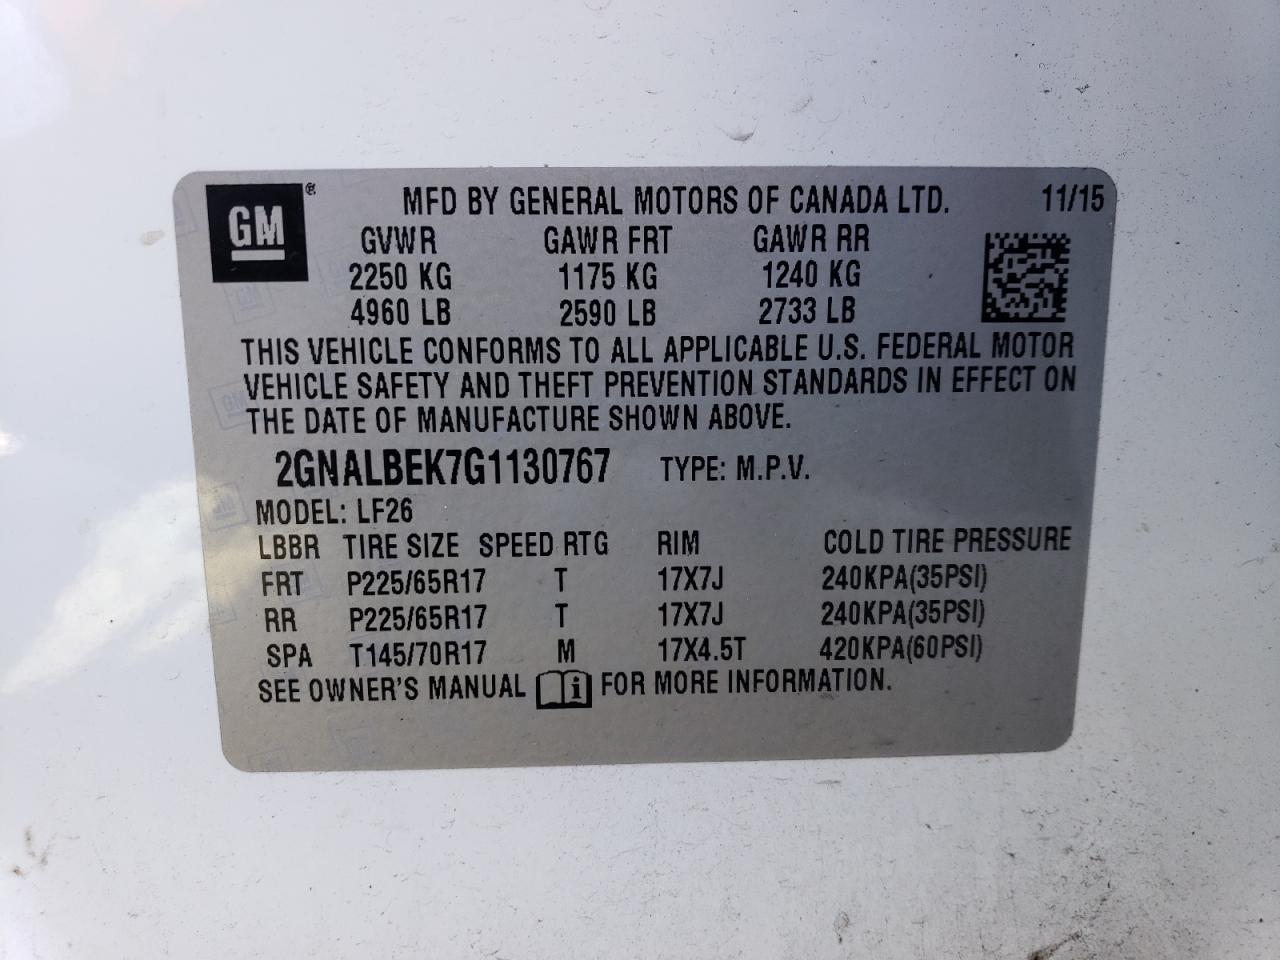 GM ®
MFD BY GENERAL MOTORS OF CANADA LTD. 11/15
GVWR GAWR FRT GAWR RR
2250 KG 1175 KG 1240 KG
4960 LB 2590 LB 2733 LB
THIS VEHICLE CONFORMS TO ALL APPLICABLE U.S. FEDERAL MOTOR
VEHICLE SAFETY AND THEFT PREVENTION STANDARDS IN EFFECT ON
THE DATE OF MANUFACTURE SHOWN ABOVE.
2GNALBEK7G1130767 TYPE: M.P.V.
MODEL: LF26
LBBR TIRE SIZE SPEED RTG RIM COLD TIRE PRESSURE
FRT P225/65R17 T 17X7J 240KPA(35PSI)
RR P225/65R17 T 17X7J 240KPA(35PSI)
SPA T145/70R17 M 17X4.5T 420KPA(60PSI)
SEE OWNER'S MANUAL i FOR MORE INFORMATION.